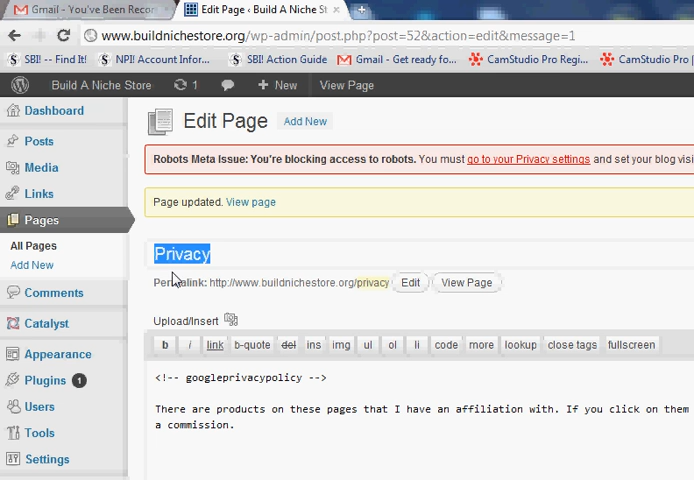 Gmail - You've Been Recor
Edit Page ‹ Build A Niche St
www.buildnichestore.org/wp-admin/post.php?post=52&action=edit&message=1
SBI! -- Find It!
NPI! Account Infor...
SBI! Action Guide
Gmail - Get ready fo...
CamStudio Pro Regi...
CamStudio Pro |
Build A Niche Store
1
+ New
View Page
Dashboard
Posts
Media
Links
Pages
All Pages
Add New
Comments
Catalyst
Appearance
Plugins 1
Users
Tools
Settings
Edit Page Add New
Robots Meta Issue: You're blocking access to robots. You must go to your Privacy settings and set your blog visi
Page updated. View page
Privacy
Permalink: http://www.buildnichestore.org/privacy Edit View Page
Upload/Insert
b i link b-quote del ins img ul ol li code more lookup close tags fullscreen
<!-- googleprivacypolicy -->
There are products on these pages that I have an affiliation with. If you click on them
a commission.